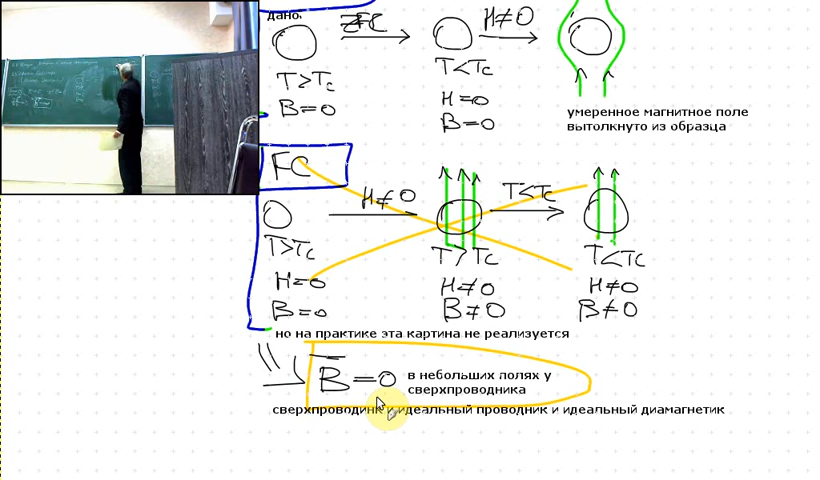 дано.
ZFC
H≠0
T>Tc
B=0
T<Tc
H=0
B=0
умеренное магнитное поле
вытолкнуто из образца
FC
H≠0
T<Tc
T>Tc
H=0
B=0
T>Tc
H≠0
B≠0
T<Tc
H≠0
B≠0
но на практике эта картина не реализуется
B=0
в небольших полях у
сверхпроводника
сверхпроводник и идеальный проводник и идеальный диамагнетик